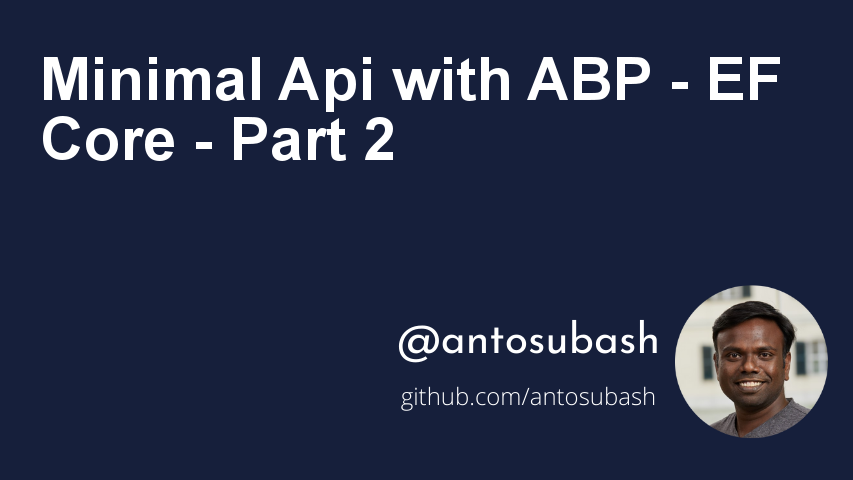 Minimal Api with ABP - EF
Core - Part 2
@antosubash
github.com/antosubash